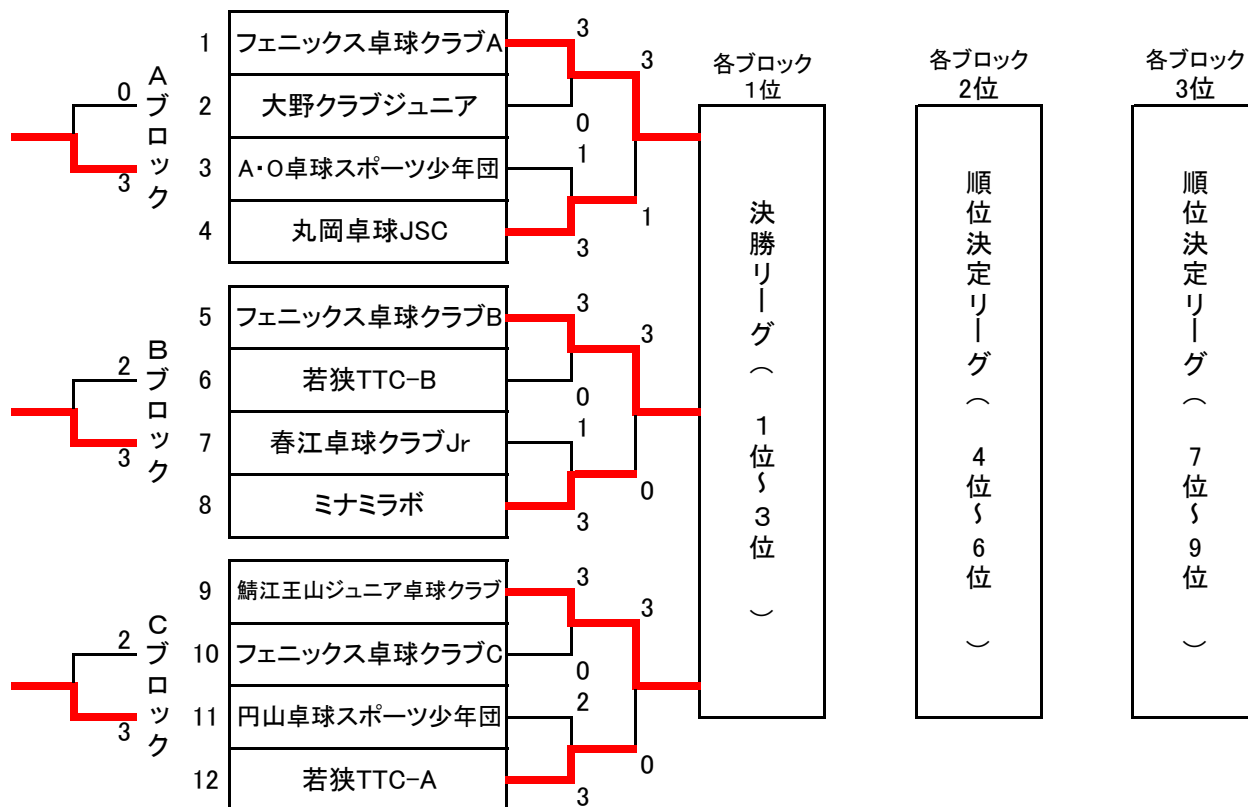 各ブロック
1位
各ブロック
2位
各ブロック
3位
Aブロック
0
3
1 フェニックス卓球クラブA 3
2 大野クラブジュニア 0
3 A・O卓球スポーツ少年団 1
4 丸岡卓球JSC 3
3
1
Bブロック
2
3
5 フェニックス卓球クラブB 3
6 若狭TTC-B 0
7 春江卓球クラブJr 1
8 ミナミラボ 3
3
0
Cブロック
2
3
9 鯖江王山ジュニア卓球クラブ 3
10 フェニックス卓球クラブC 0
11 円山卓球スポーツ少年団 2
12 若狭TTC-A 3
3
0
決勝リーグ（ 1位～3位 ）
順位決定リーグ（ 4位～6位 ）
順位決定リーグ（ 7位～9位 ）